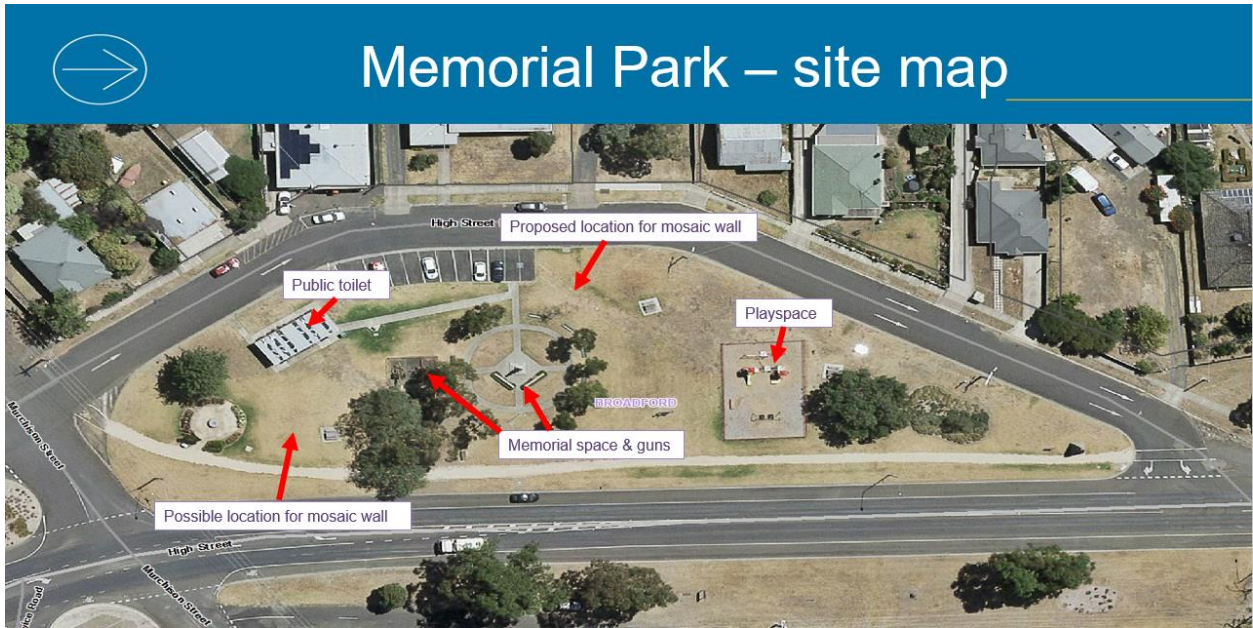 Memorial Park – site map
High Street
Proposed location for mosaic wall
Public toilet
Playspace
BROADFORD
Murchison Street
Memorial space & guns
Possible location for mosaic wall
High Street
Murchison Street
Road